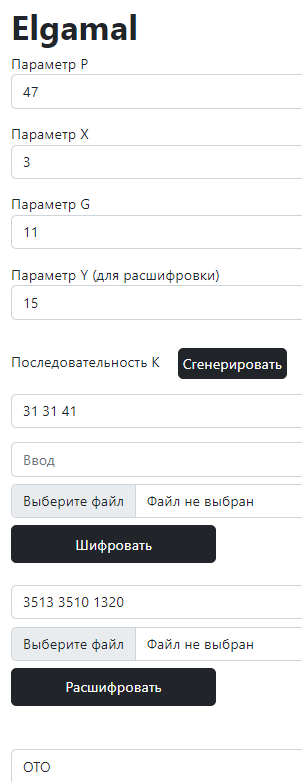 Elgamal
Параметр P
47
Параметр X
3
Параметр G
11
Параметр Y (для расшифровки)
15
Последовательность K Сгенерировать
31 31 41
Ввод
Выберите файл Файл не выбран
Шифровать
3513 3510 1320
Выберите файл Файл не выбран
Расшифровать
ОТО